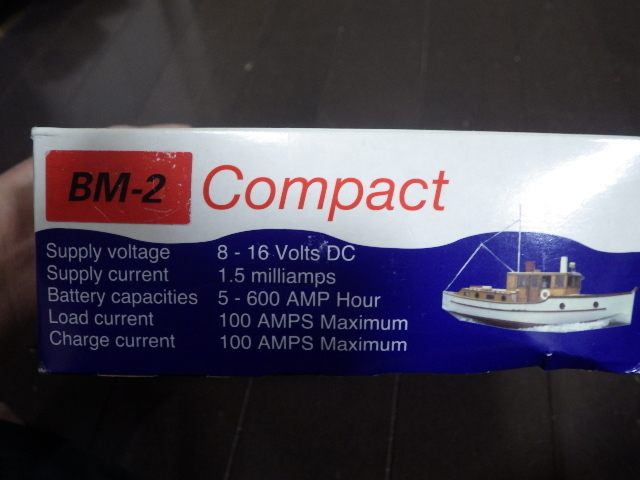 BM-2 Compact
Supply voltage 8 - 16 Volts DC
Supply current 1.5 milliamps
Battery capacities 5 - 600 AMP Hour
Load current 100 AMPS Maximum
Charge current 100 AMPS Maximum